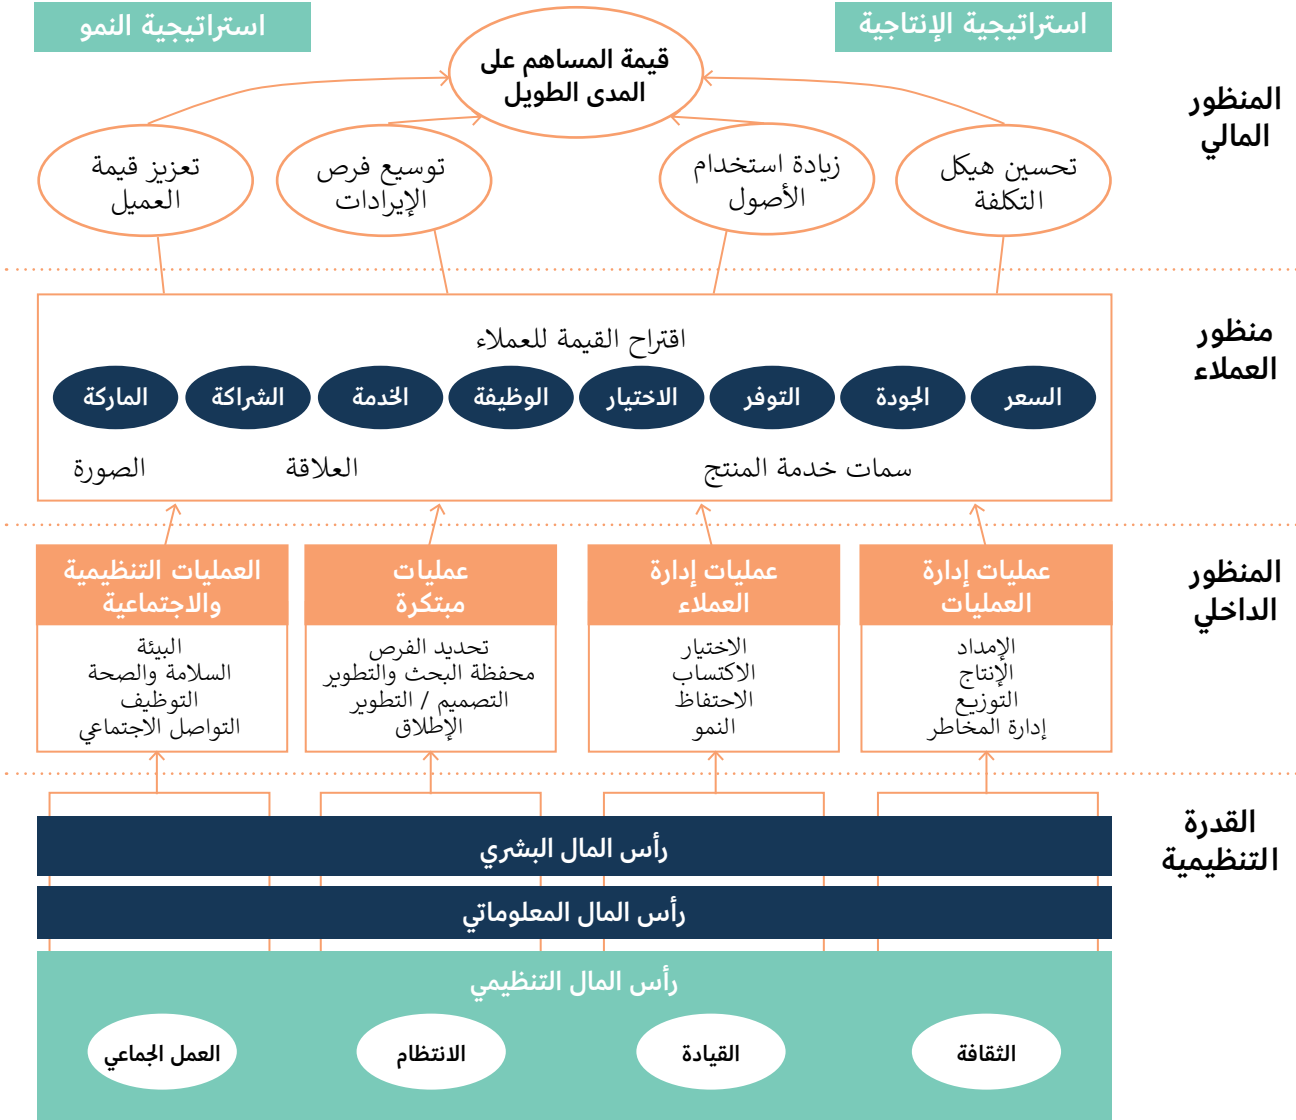 استراتيجية الإنتاجية
استراتيجية النمو
المنظور
المالي
قيمة المساهم على
المدى الطويل
تحسين هيكل
التكلفة
زيادة استخدام
الأصول
توسيع فرص
الإيرادات
تعزيز قيمة
العميل
منظور
العملاء
اقتراح القيمة للعملاء
السعر
الجودة
التوفر
الاختيار
الوظيفة
الخدمة
الشراكة
الماركة
سمات خدمة المنتج
العلاقة
الصورة
المنظور
الداخلي
عمليات إدارة
العمليات
الإمداد
الإنتاج
التوزيع
إدارة المخاطر
عمليات إدارة
العملاء
الاختيار
الاكتساب
الاحتفاظ
النمو
عمليات
مبتكرة
تحديد الفرص
محفظة البحث والتطوير
التصميم / التطوير
الإطلاق
العمليات التنظيمية
والاجتماعية
البيئة
السلامة والصحة
التوظيف
التواصل الاجتماعي
القدرة
التنظيمية
رأس المال البشري
رأس المال المعلوماتي
رأس المال التنظيمي
الثقافة
القيادة
الانتظام
العمل الجماعي